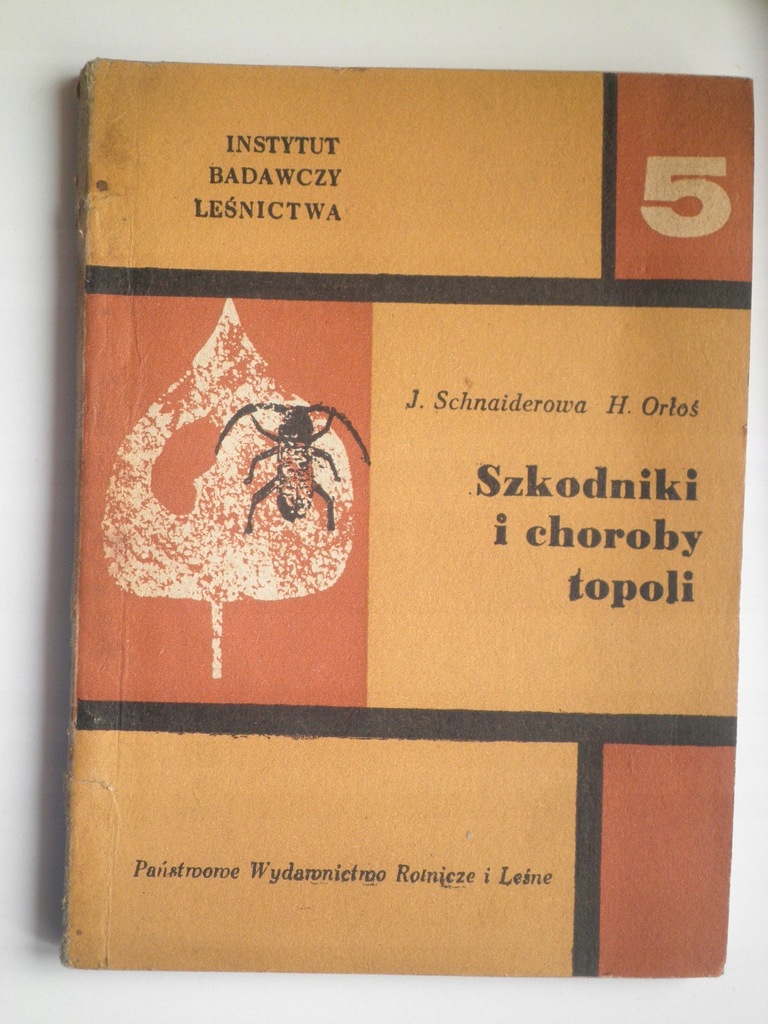 INSTYTUT
BADAWCZY
LEŚNICTWA
5
J. Schnaiderowa H. Orłoś
Szkodniki
i choroby
topoli
Państwowe Wydawnictwo Rolnicze i Leśne